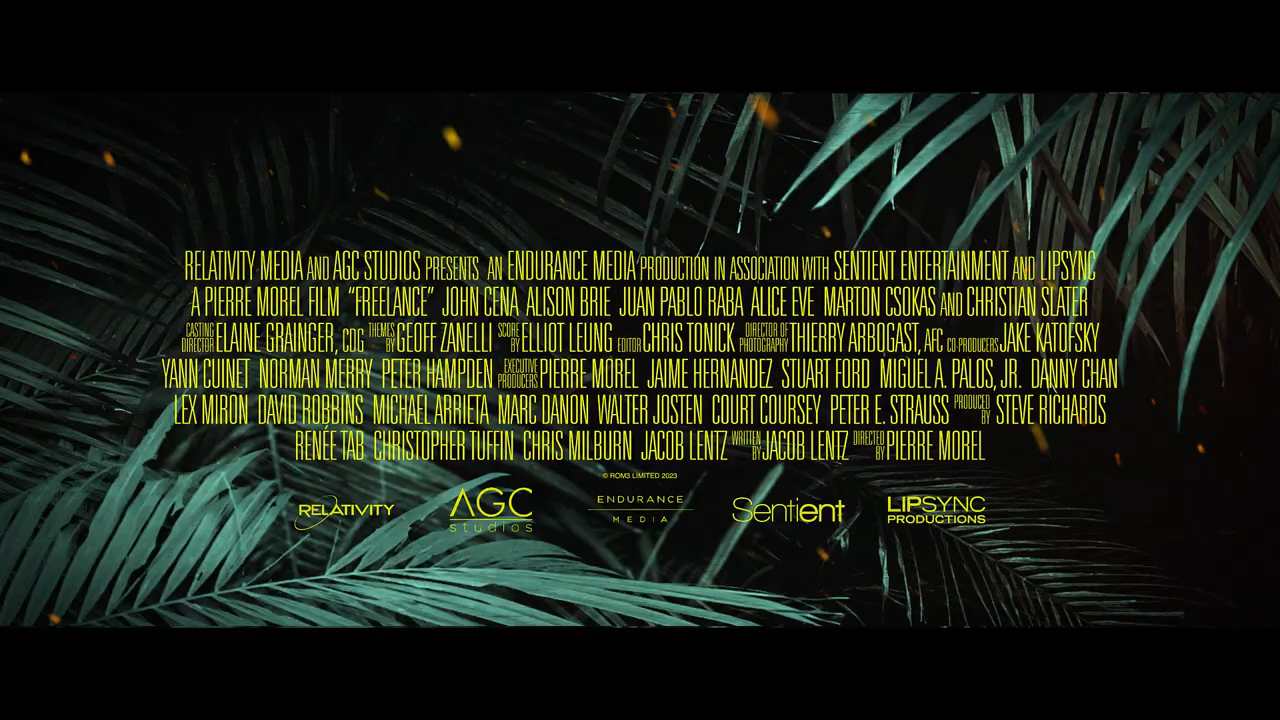 RELATIVITY MEDIA AND AGC STUDIOS PRESENTS AN ENDURANCE MEDIA PRODUCTION IN ASSOCIATION WITH SENTIENT ENTERTAINMENT AND LIPSYNC
A PIERRE MOREL FILM “FREELANCE” JOHN CENA ALISON BRIE JUAN PABLO RABA ALICE EVE MARTON CSOKAS AND CHRISTIAN SLATER
CASTING DIRECTOR ELAINE GRAINGER, CDG THEMES BY GEOFF ZANELLI SCORE BY ELLIOT LEUNG EDITOR CHRIS TONICK DIRECTOR OF PHOTOGRAPHY THIERRY ARBOGAST, AFC CO-PRODUCERS JAKE KATOFSKY
YANN CUINET NORMAN MERRY PETER HAMPDEN EXECUTIVE PRODUCERS PIERRE MOREL JAIME HERNANDEZ STUART FORD MIGUEL A. PALOS, JR. DANNY CHAN
LEX MIRON DAVID ROBBINS MICHAEL ARRIETA MARC DANON WALTER JOSTEN COURT COURSEY PETER E. STRAUSS PRODUCED BY STEVE RICHARDS
RENÉE TAB CHRISTOPHER TUFFIN CHRIS MILBURN JACOB LENTZ WRITTEN BY JACOB LENTZ DIRECTED BY PIERRE MOREL
© ROM3 LIMITED 2023
RELATIVITY
AGC
studios
ENDURANCE
MEDIA
Sentient
LIPSYNC
PRODUCTIONS